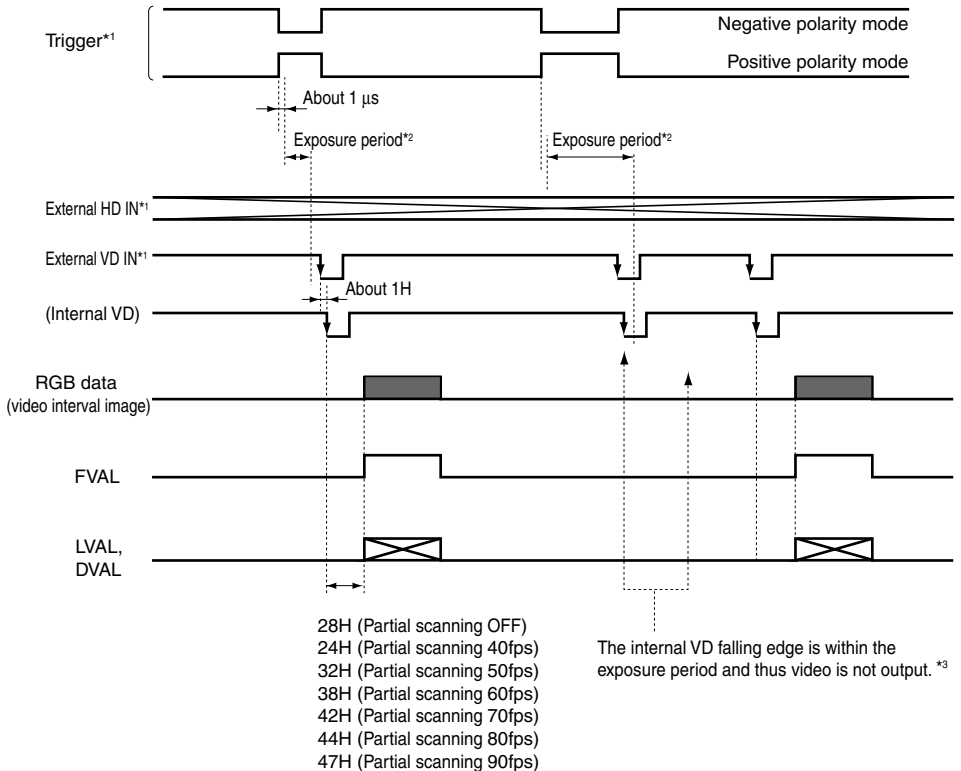 Negative polarity mode
Trigger*1
Positive polarity mode
About 1 μs
Exposure period*2
Exposure period*2
External HD IN*1
External VD IN*1
About 1H
(Internal VD)
RGB data
(video interval image)
FVAL
LVAL,
DVAL
28H (Partial scanning OFF)
24H (Partial scanning 40fps)
32H (Partial scanning 50fps)
38H (Partial scanning 60fps)
42H (Partial scanning 70fps)
44H (Partial scanning 80fps)
47H (Partial scanning 90fps)
The internal VD falling edge is within the
exposure period and thus video is not output. *3